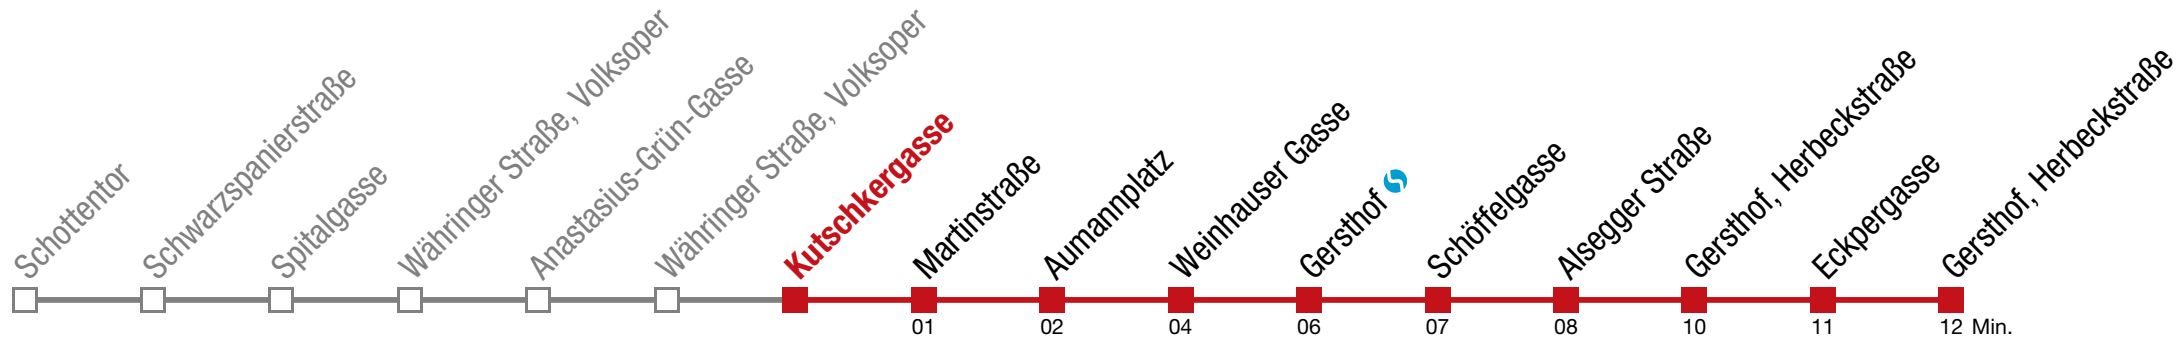 Schottentor
Schwarzspanierstraße
Spitalgasse
Währinger Straße, Volksoper
Anastasius-Grün-Gasse
Währinger Straße, Volksoper
Kutschkergasse
Martinstraße
Aumannplatz
Weinhauser Gasse
Gersthof
Schöffelgasse
Alsegger Straße
Gersthof, Herbeckstraße
Eckpergasse
Gersthof, Herbeckstraße
01 02 04 06 07 08 10 11 12 Min.